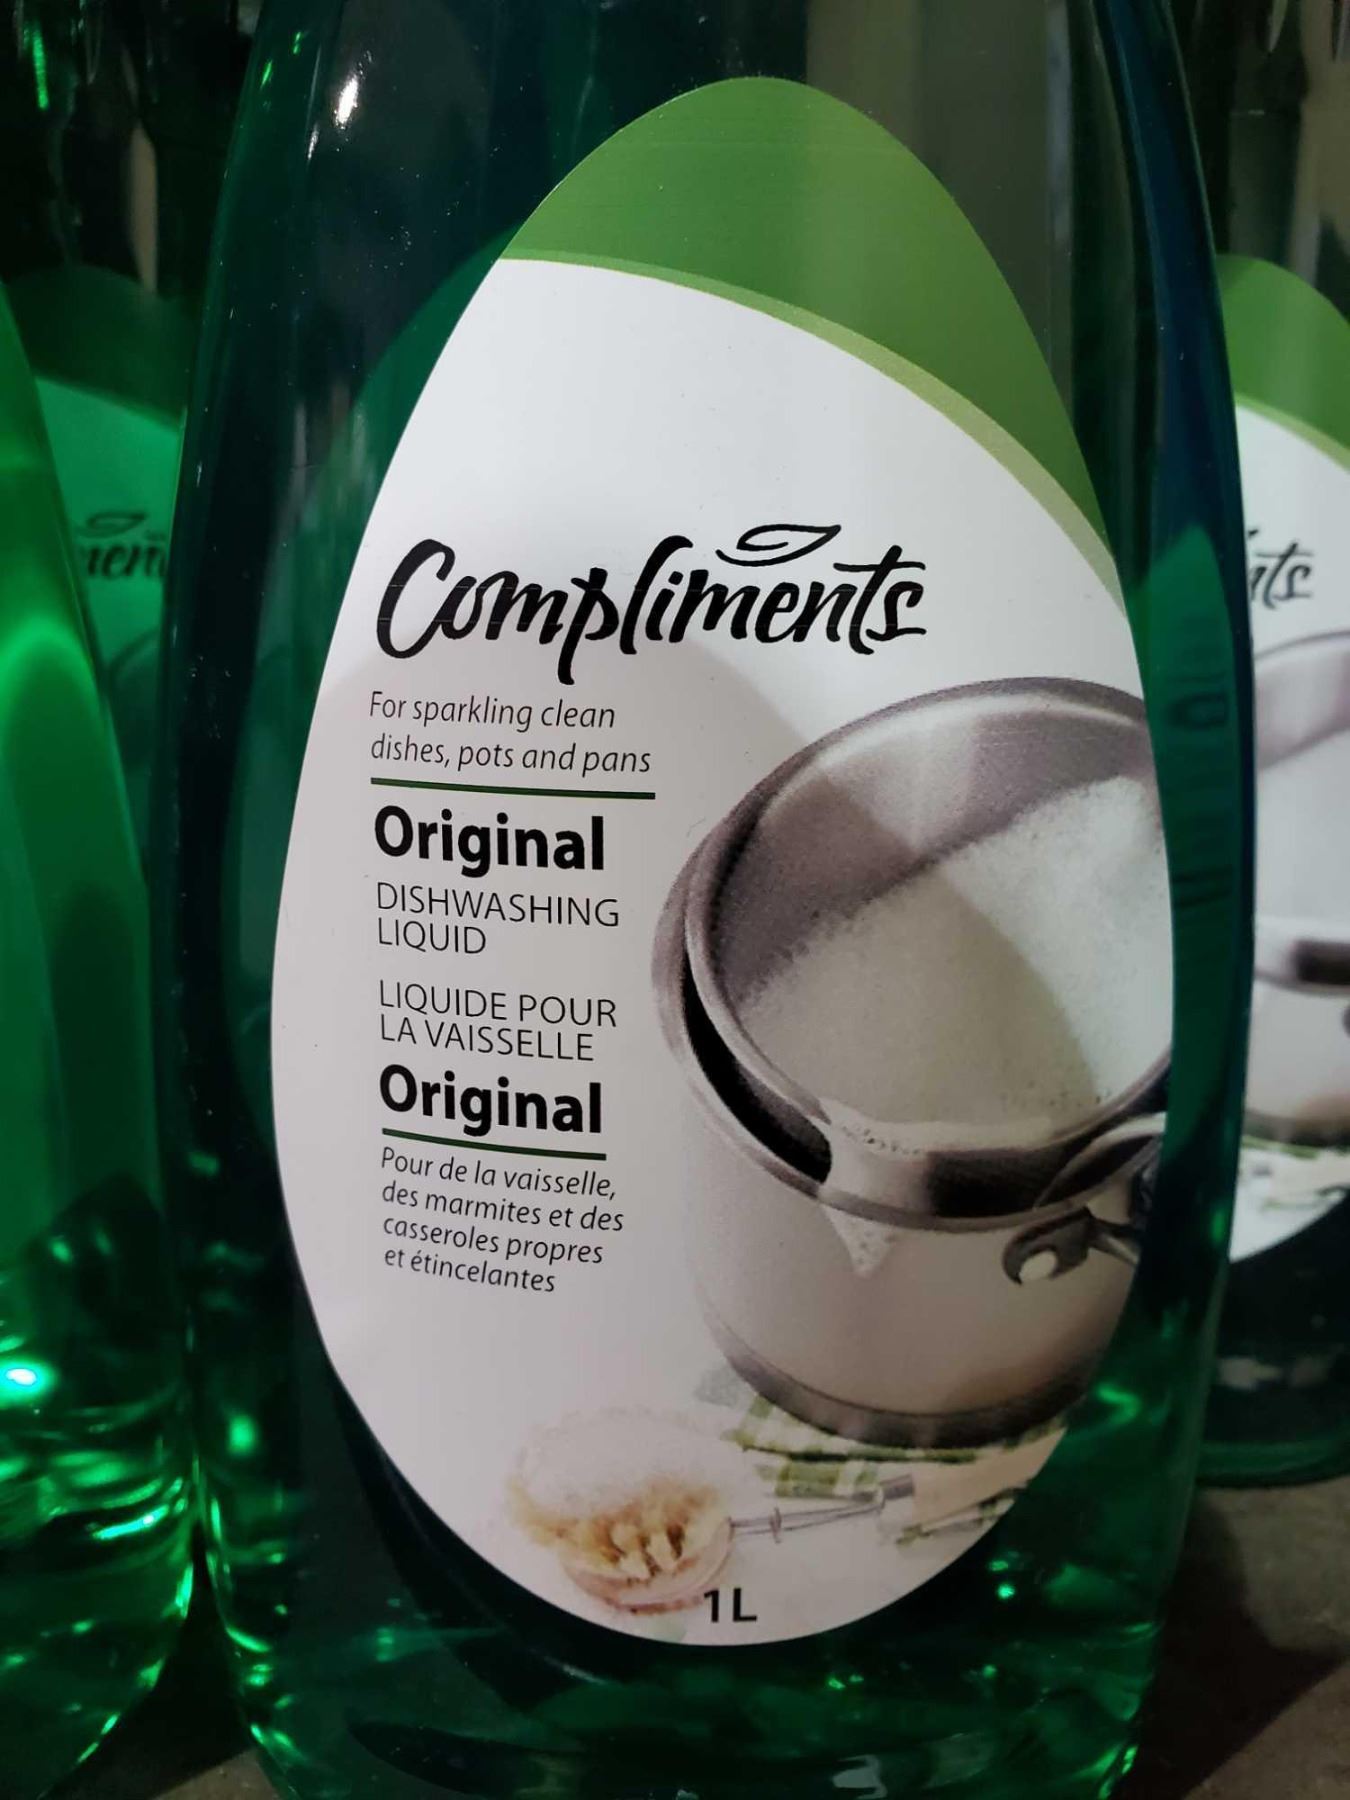 Compliments
For sparkling clean
dishes, pots and pans
Original
DISHWASHING
LIQUID
LIQUIDE POUR
LA VAISSELLE
Original
Pour de la vaisselle,
des marmites et des
casseroles propres
et étincelantes
1L